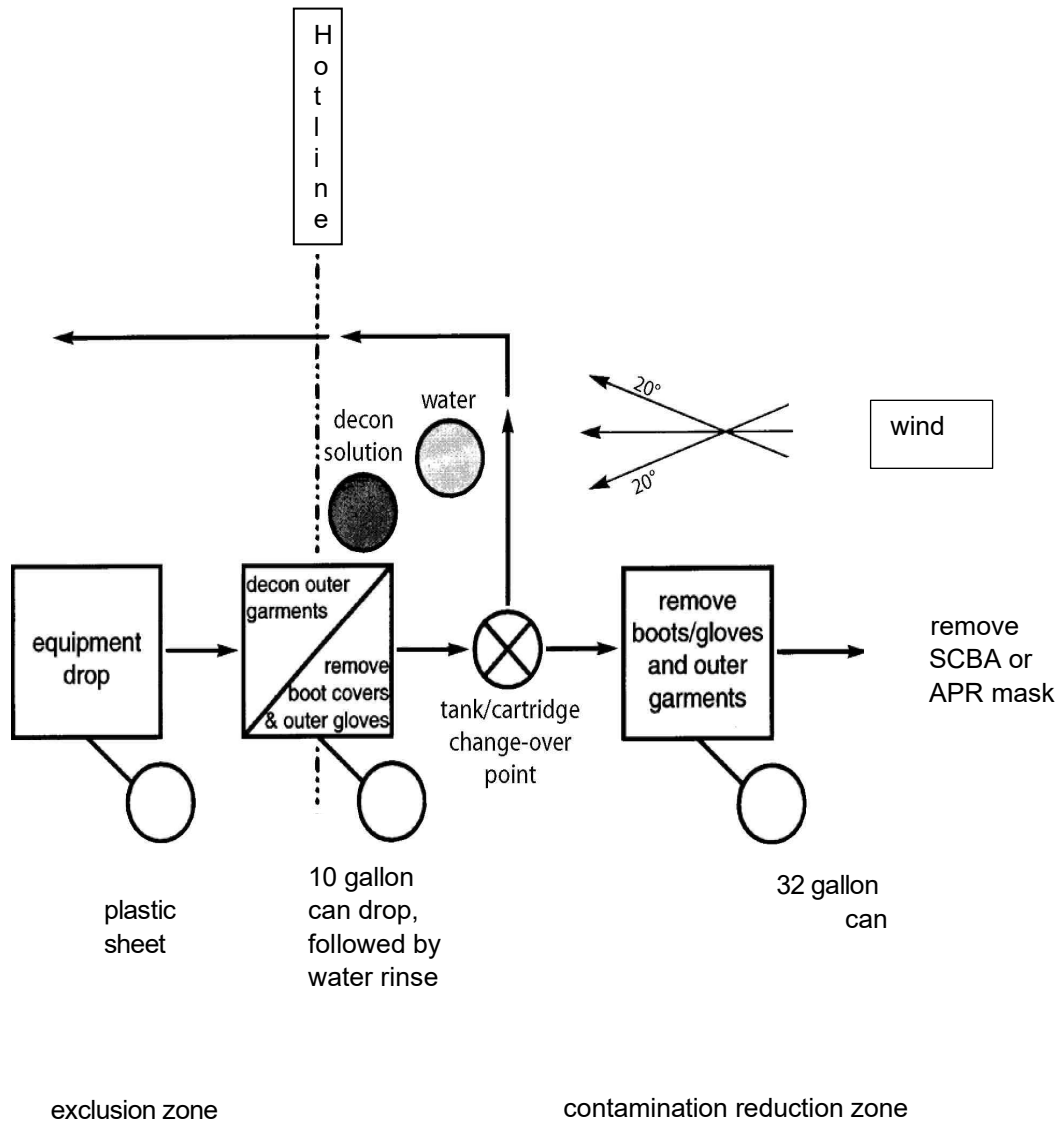 Hotline
20°
water
decon
solution
wind
20°
equipment
drop
decon outer
garments
remove
boot covers
& outer gloves
tank/cartridge
change-over
point
remove
boots/gloves
and outer
garments
remove
SCBA or
APR mask
plastic
sheet
10 gallon
can drop,
followed by
water rinse
32 gallon
can
exclusion zone
contamination reduction zone